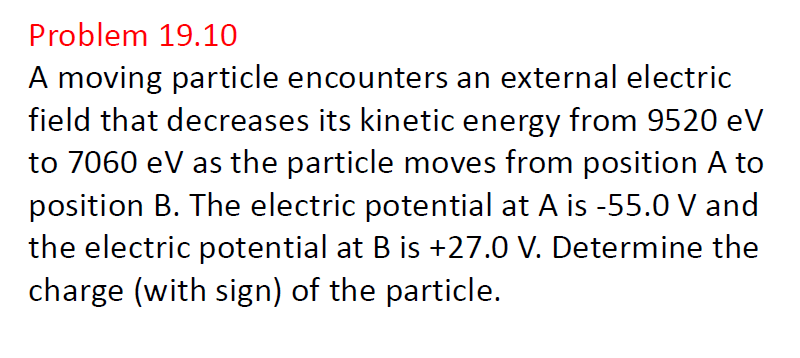 Problem 19.10
A moving particle encounters an external electric
field that decreases its kinetic energy from 9520 eV
to 7060 eV as the particle moves from position A to
position B. The electric potential at A is -55.0 V and
the electric potential at B is +27.0 V. Determine the
charge (with sign) of the particle.